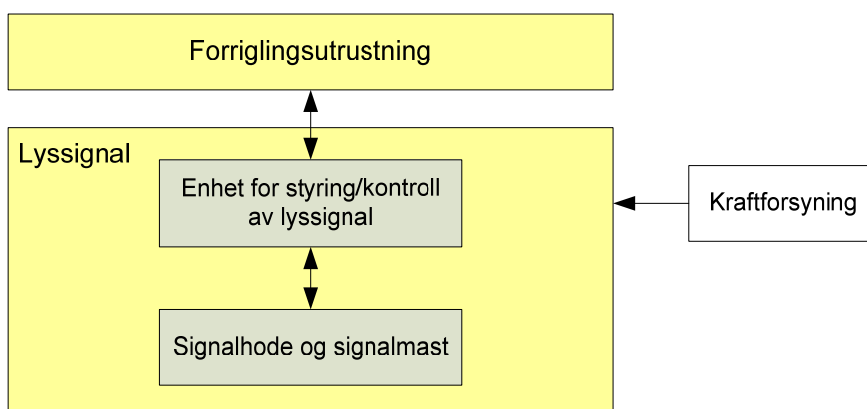 Forriglingsutrustning
Lyssignal
Enhet for styring/kontroll
av lyssignal
Kraftforsyning
Signalhode og signalmast